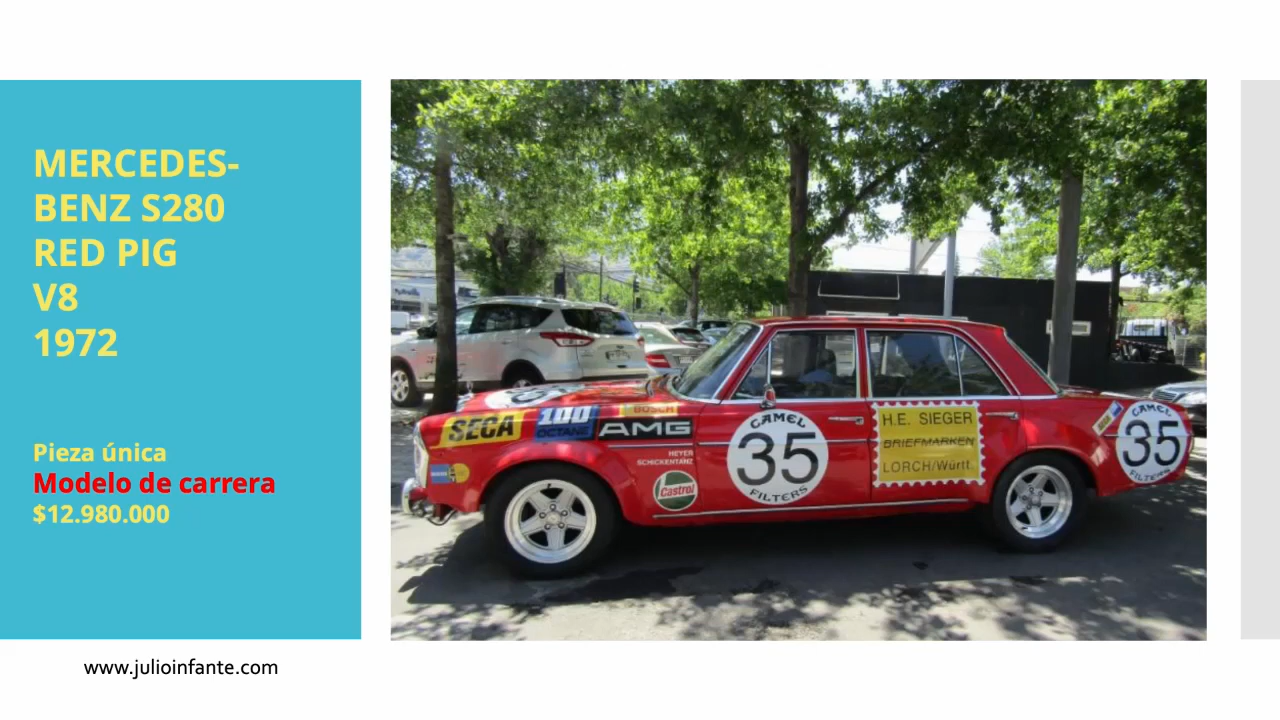 MERCEDES-
BENZ S280
RED PIG
V8
1972
Pieza única
Modelo de carrera
$12.980.000
SECA
100
OCTANE
BOSCH
AMG
HEYER
SCHICKENTANZ
Castrol
CAMEL
35
FILTERS
H.E. SIEGER
BRIEFMARKEN
LORCH/Württ.
CAMEL
35
FILTERS
www.julioinfante.com